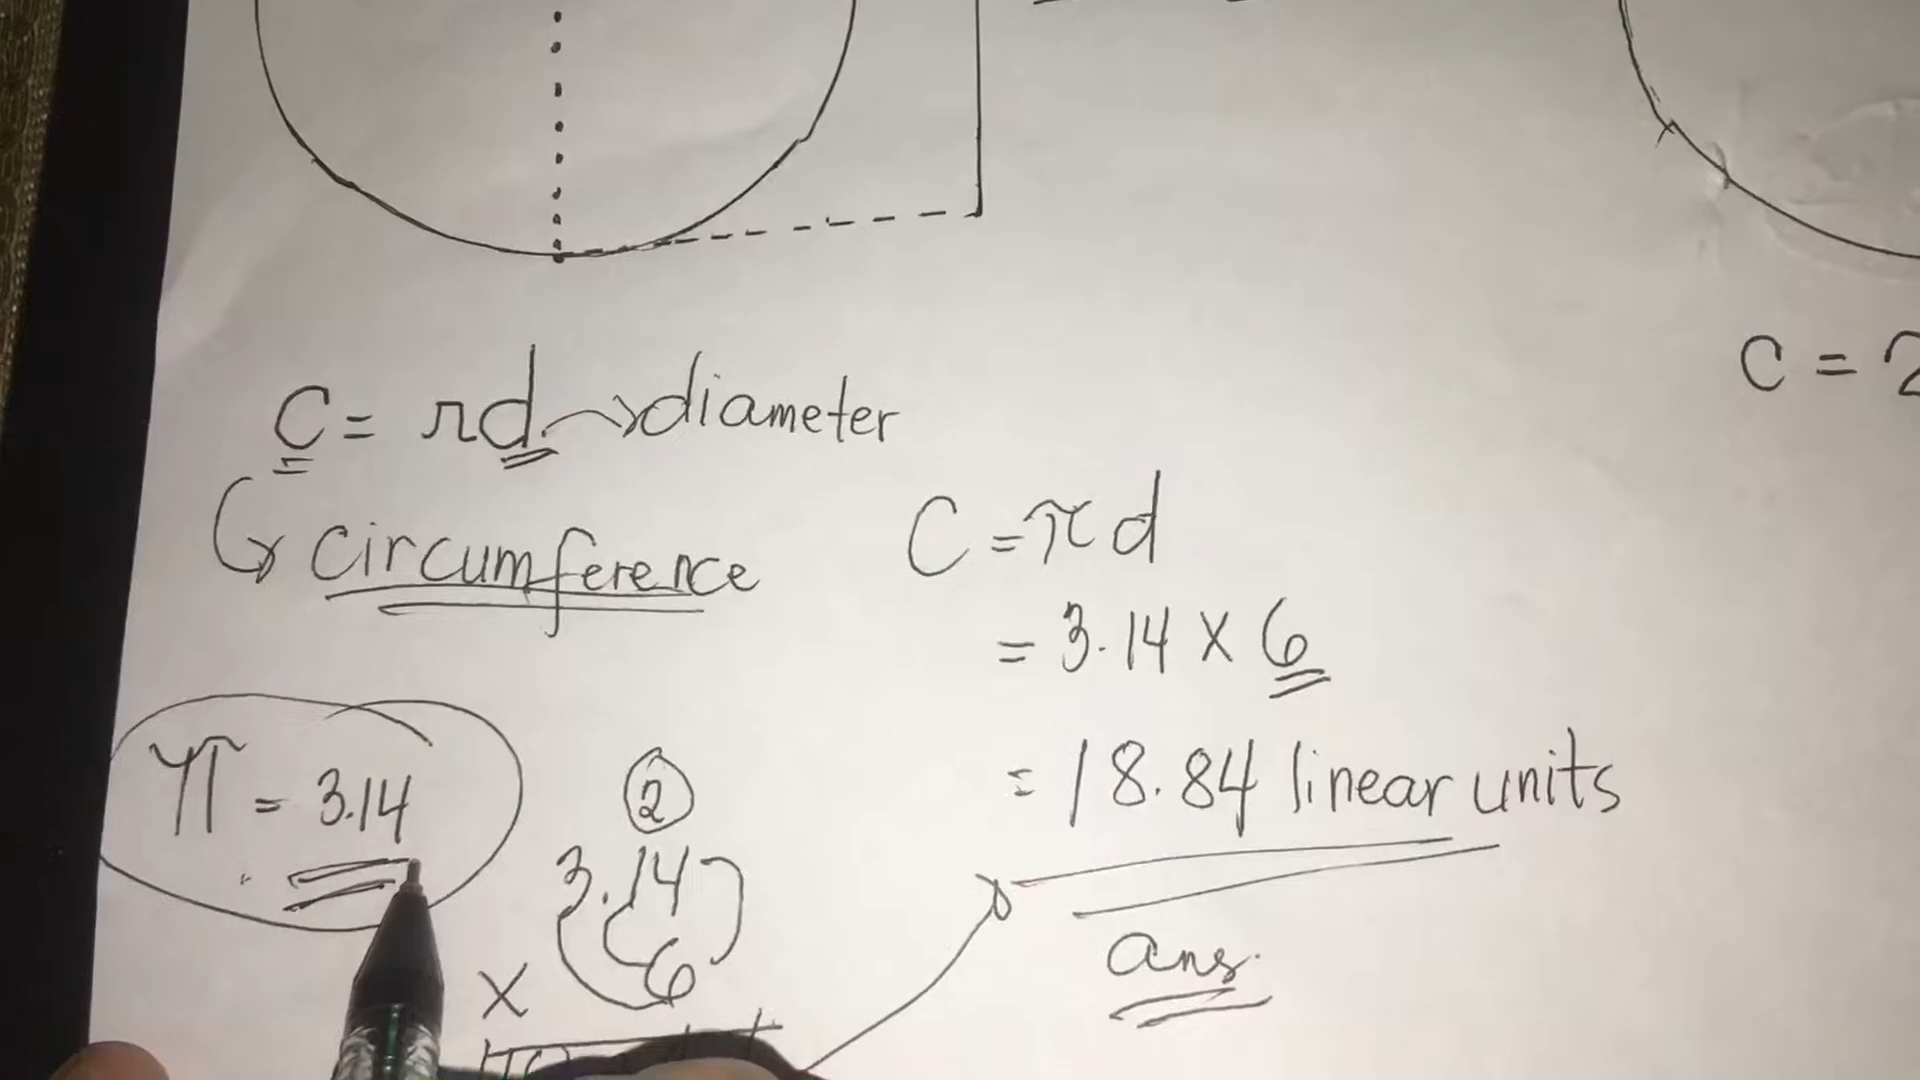 C = πd → diameter
↳ circumference
π = 3.14
2
3.14
x 6
C = πd
= 3.14 x 6
= 18.84 linear units
ans.
C = 2